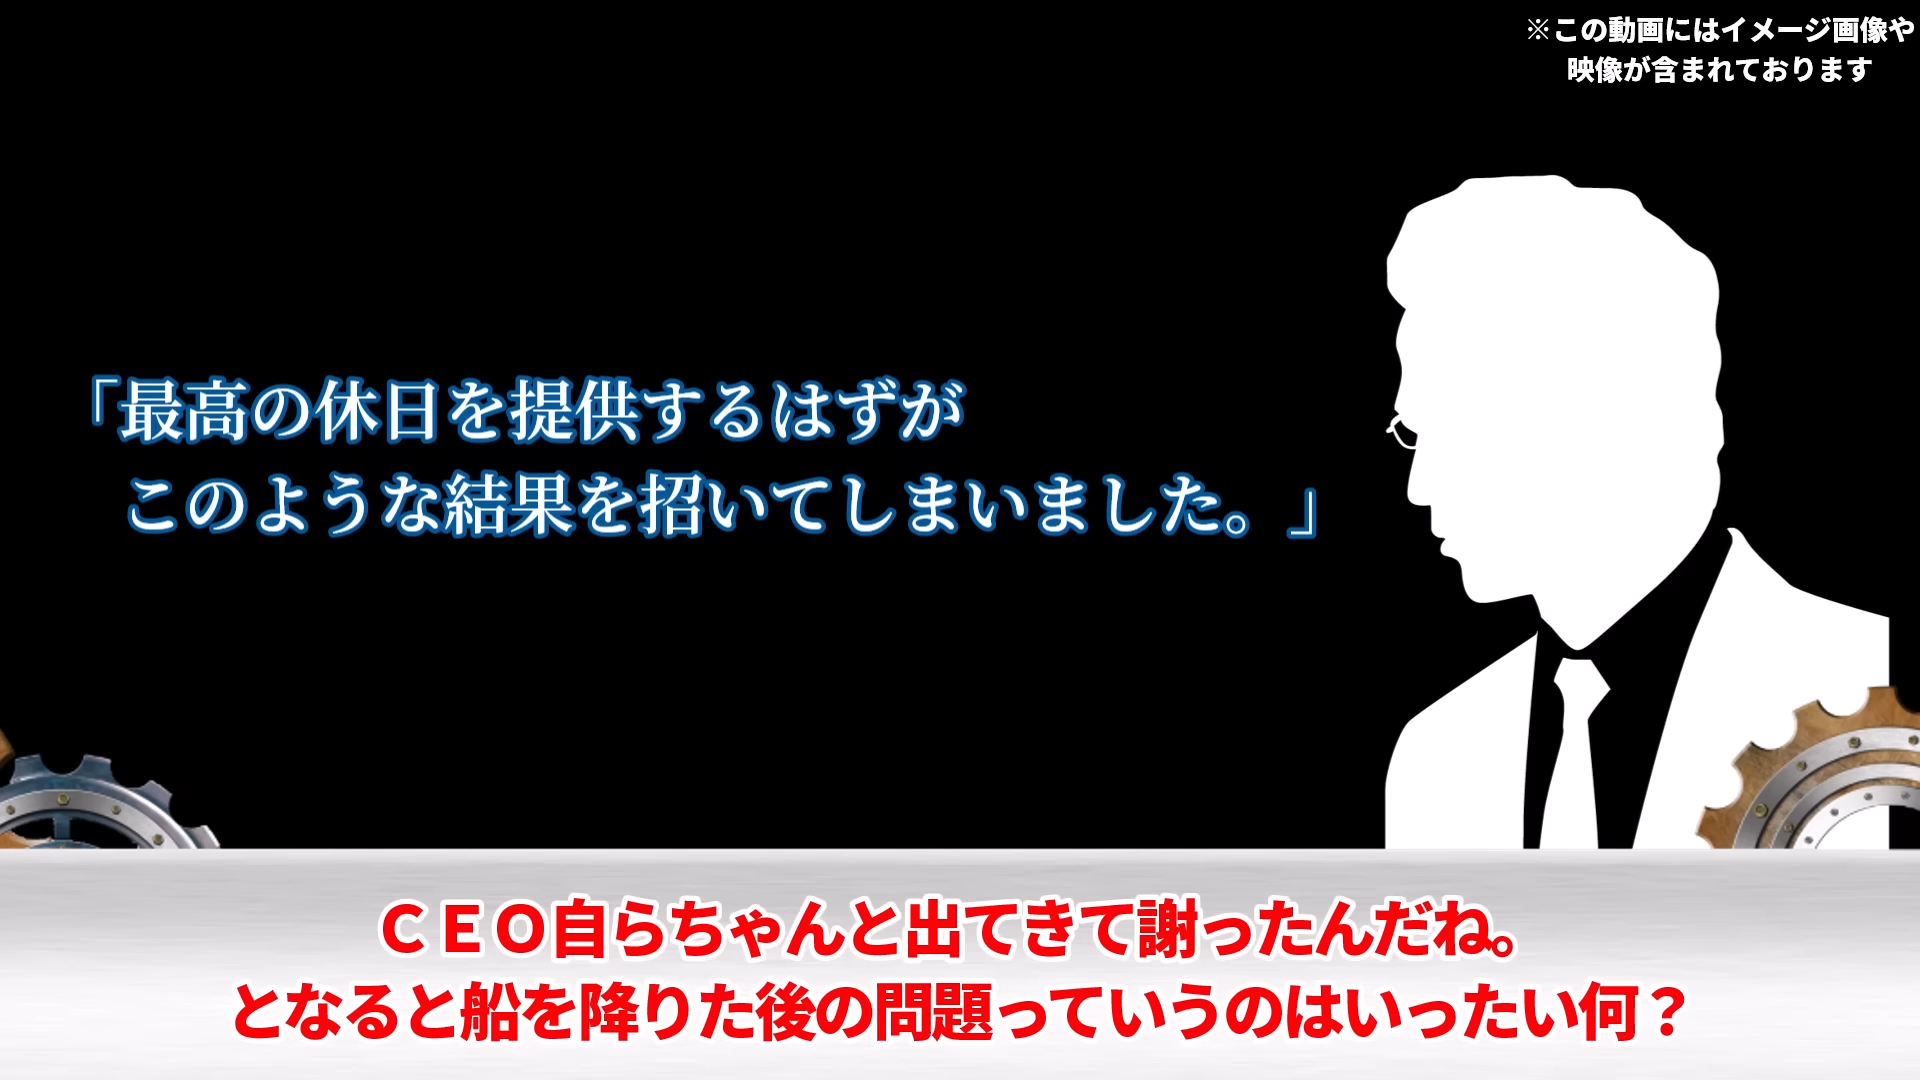 ※この動画にはイメージ画像や
映像が含まれております
「最高の休日を提供するはずが
このような結果を招いてしまいました。」
ＣＥＯ自らちゃんと出てきて謝ったんだね。
となると船を降りた後の問題っていうのはいったい何？